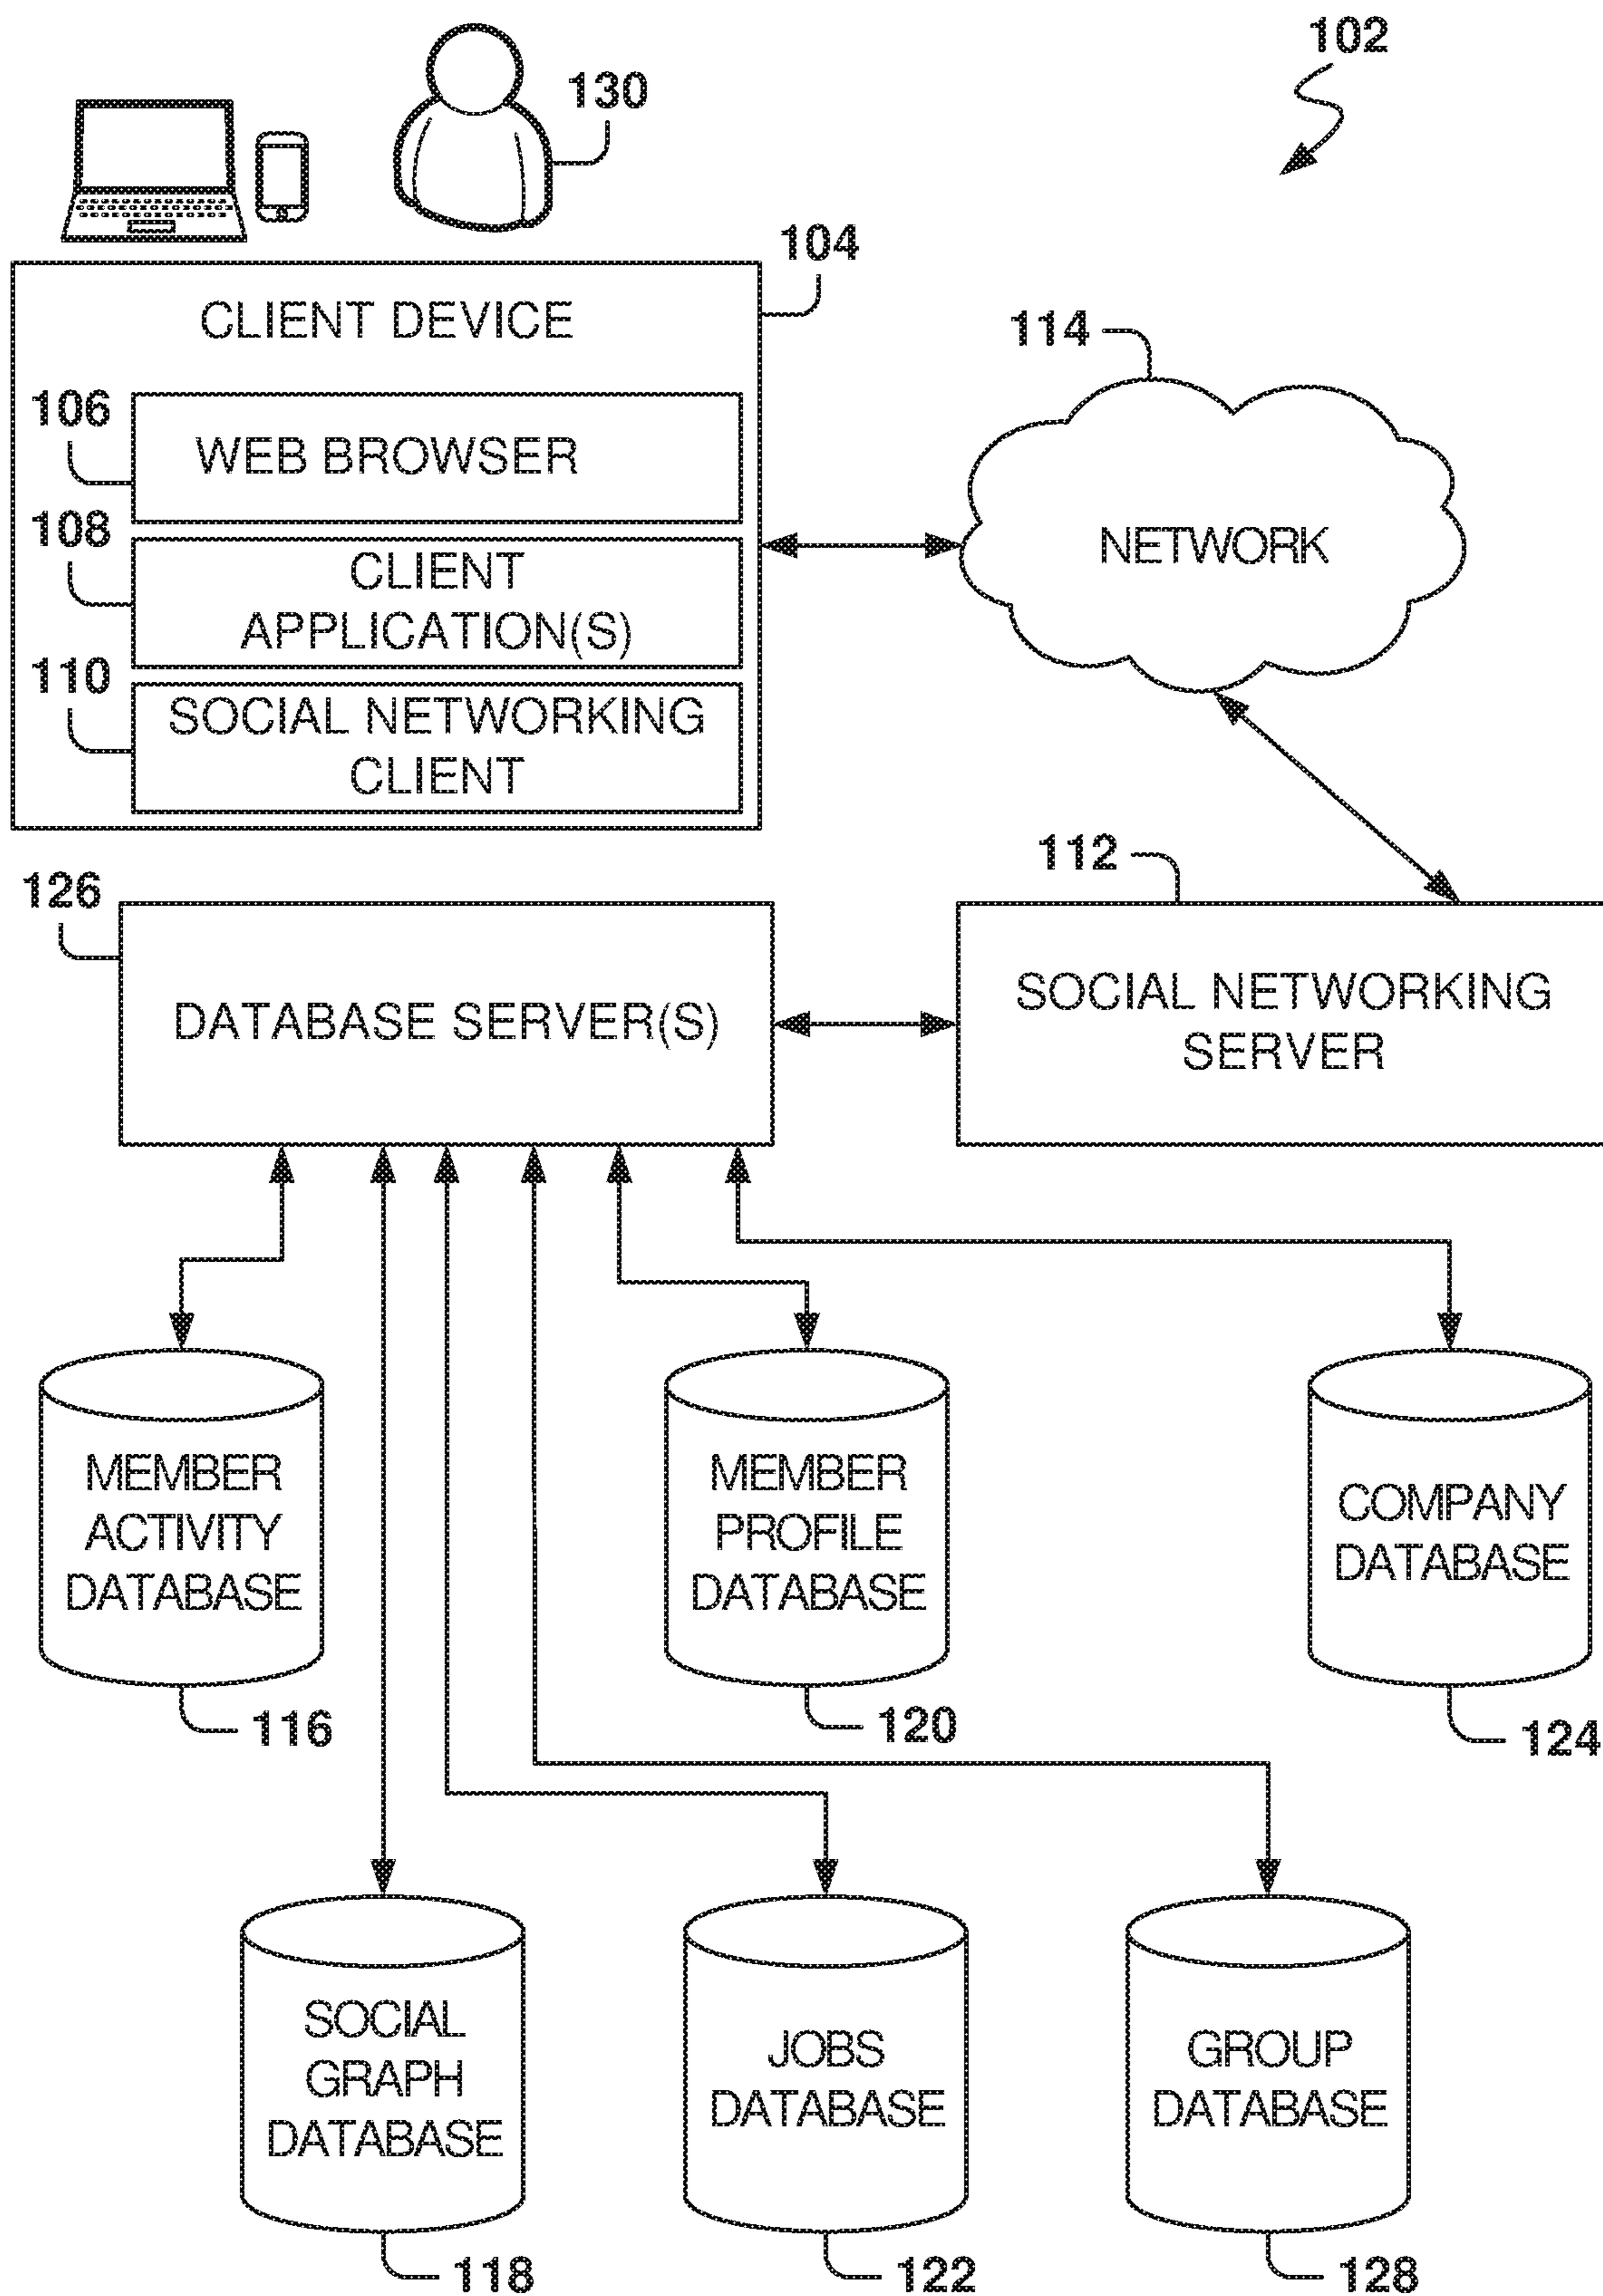 102
130
104
CLIENT DEVICE
114
106
WEB BROWSER
108
CLIENT
APPLICATION(S)
NETWORK
110
SOCIAL NETWORKING
CLIENT
112
126
DATABASE SERVER(S)
SOCIAL NETWORKING
SERVER
MEMBER
ACTIVITY
DATABASE
MEMBER
PROFILE
DATABASE
COMPANY
DATABASE
116
120
124
SOCIAL
GRAPH
DATABASE
JOBS
DATABASE
GROUP
DATABASE
118
122
128